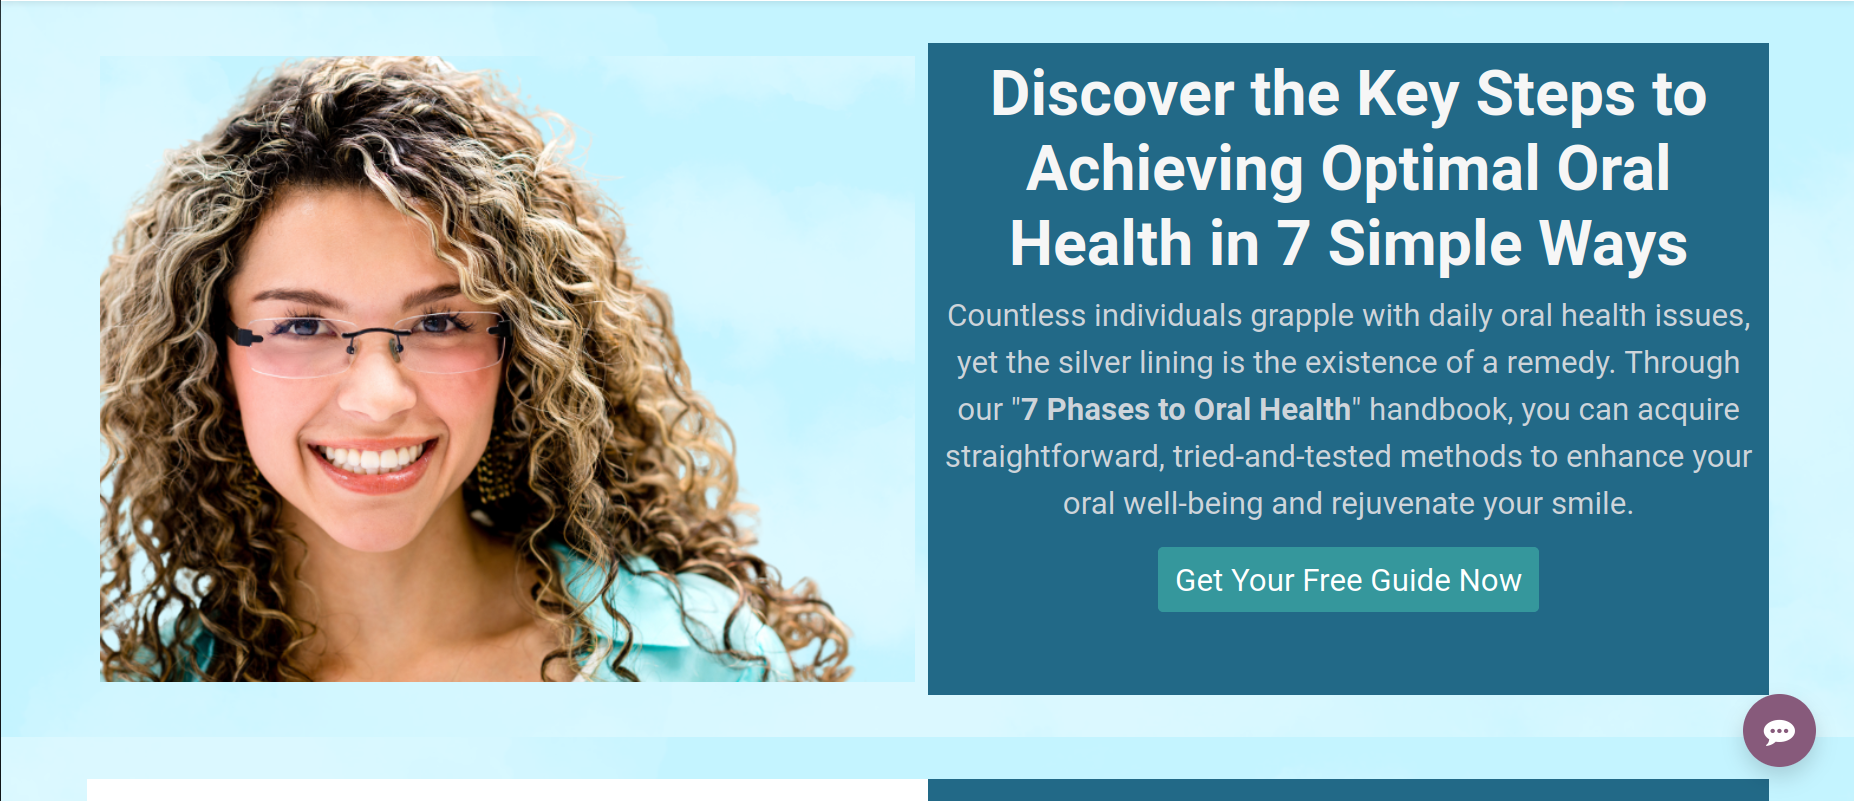 Discover the Key Steps to
Achieving Optimal Oral
Health in 7 Simple Ways
Countless individuals grapple with daily oral health issues,
yet the silver lining is the existence of a remedy. Through
our "7 Phases to Oral Health" handbook, you can acquire
straightforward, tried-and-tested methods to enhance your
oral well-being and rejuvenate your smile.
Get Your Free Guide Now